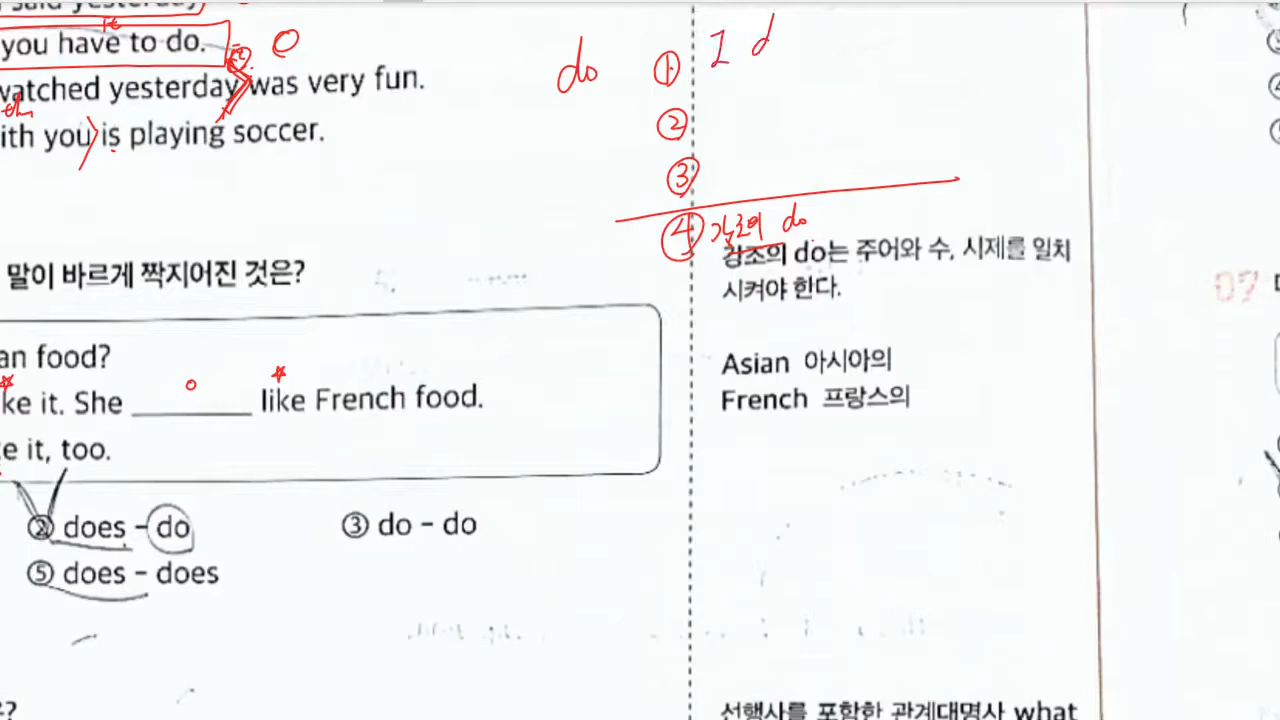 said yesterday
you have to do.
watched yesterday was very fun.
ith you is playing soccer.
do ① I d
②
③
④ 강조의 do
강조의 do는 주어와 수, 시제를 일치
시켜야 한다.
말이 바르게 짝지어진 것은?
an food?
ke it. She ________ like French food.
e it, too.
Asian 아시아의
French 프랑스의
② does – do ③ do – do
⑤ does – does
선행사를 포함한 관계대명사 what
07